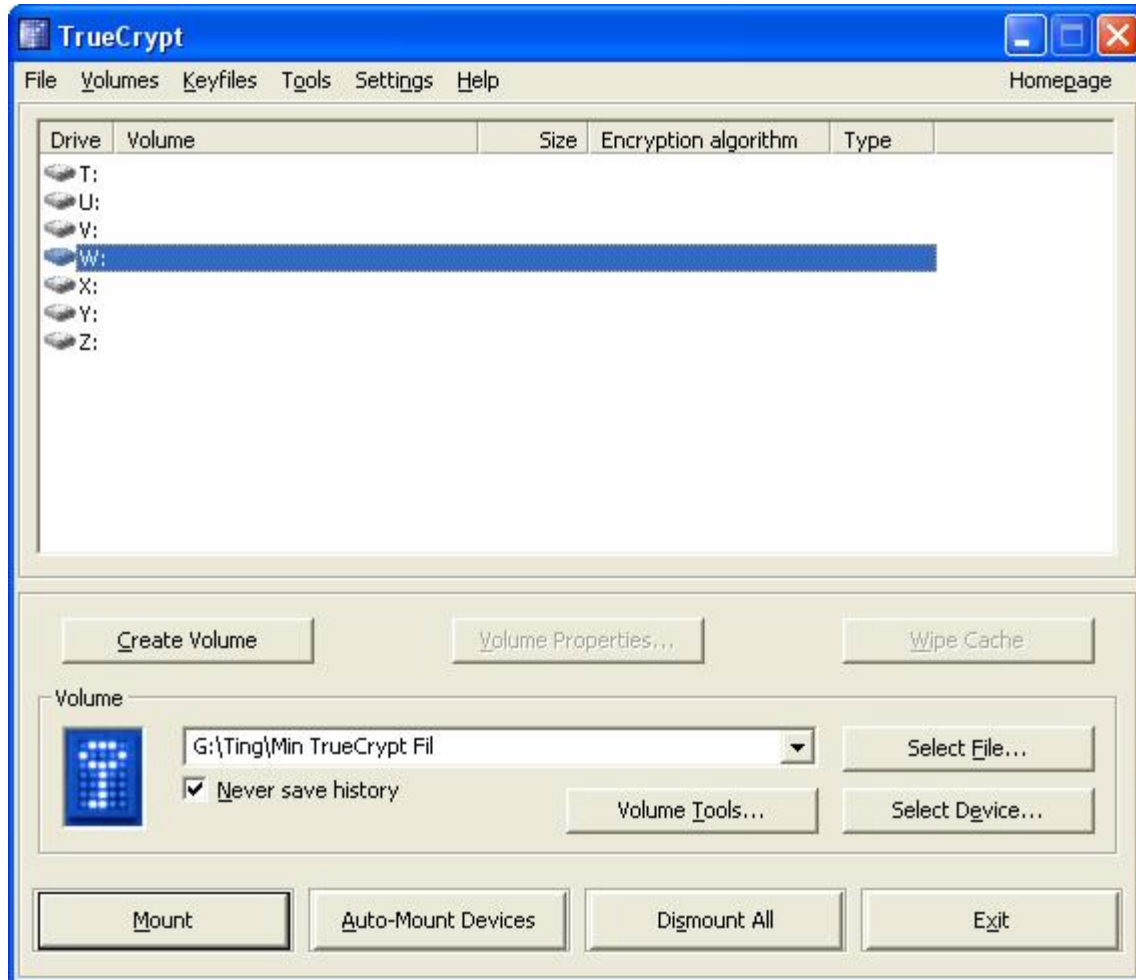 TrueCrypt
File Volumes Keyfiles Tools Settings Help Homepage
Drive Volume Size Encryption algorithm Type
T:
U:
V:
W:
X:
Y:
Z:
Create Volume Volume Properties... Wipe Cache
Volume
G:\Ting\Min TrueCrypt Fil Select File...
Never save history
Volume Tools... Select Device...
Mount Auto-Mount Devices Dismount All Exit